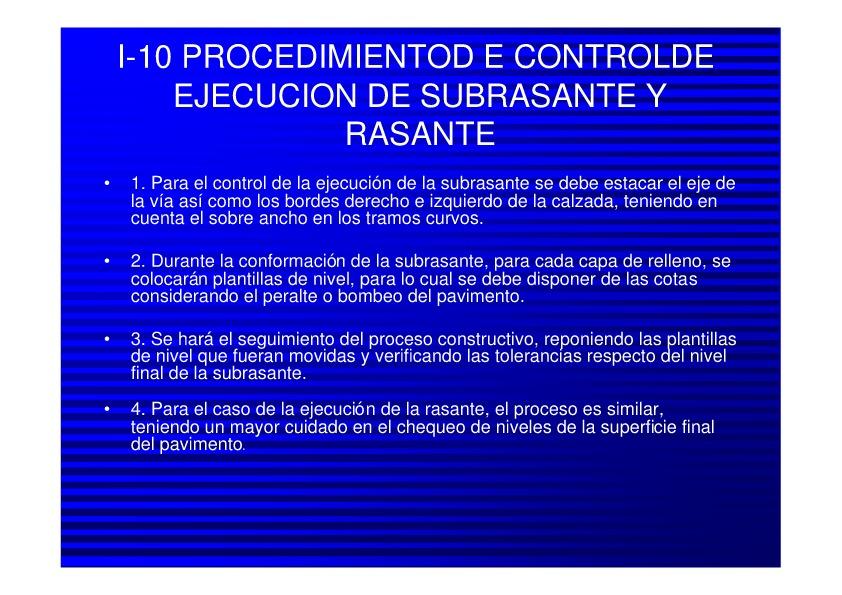 I-10 PROCEDIMIENTOD E CONTROLDE
EJECUCION DE SUBRASANTE Y
RASANTE
• 1. Para el control de la ejecución de la subrasante se debe estacar el eje de
la vía así como los bordes derecho e izquierdo de la calzada, teniendo en
cuenta el sobre ancho en los tramos curvos.
• 2. Durante la conformación de la subrasante, para cada capa de relleno, se
colocarán plantillas de nivel, para lo cual se debe disponer de las cotas
considerando el peralte o bombeo del pavimento.
• 3. Se hará el seguimiento del proceso constructivo, reponiendo las plantillas
de nivel que fueran movidas y verificando las tolerancias respecto del nivel
final de la subrasante.
• 4. Para el caso de la ejecución de la rasante, el proceso es similar,
teniendo un mayor cuidado en el chequeo de niveles de la superficie final
del pavimento.